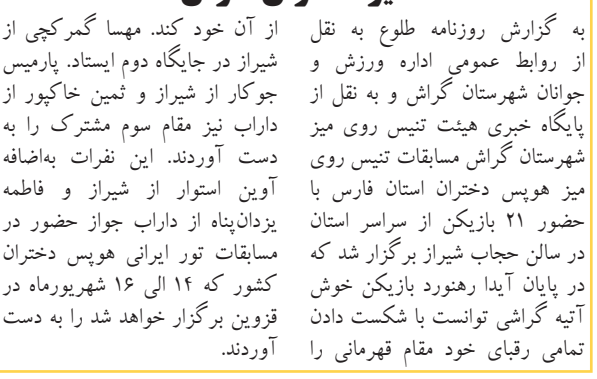 به گزارش روزنامه طلوع به نقل
از روابط عمومی اداره ورزش و
جوانان شهرستان گراش و به نقل از
پایگاه خبری هیئت تنیس روی میز
شهرستان گراش مسابقات تنیس روی
میز هوپس دختران استان فارس با
حضور ۲۱ بازیکن از سراسر استان
در سالن حجاب شیراز برگزار شد که
در پایان آیدا رهنورد بازیکن خوش
آتیه گراشی توانست با شکست دادن
تمامی رقبای خود مقام قهرمانی را
از آن خود کند. مهسا گمرکچی از
شیراز در جایگاه دوم ایستاد. پارمیس
جوکار از شیراز و ثمین خاکپور از
داراب نیز مقام سوم مشترک را به
دست آوردند. این نفرات به‌اضافه
آوین استوار از شیراز و فاطمه
یزدان‌پناه از داراب جواز حضور در
مسابقات تور ایرانی هوپس دختران
کشور که ۱۴ الی ۱۶ شهریورماه در
قزوین برگزار خواهد شد را به دست
آوردند.